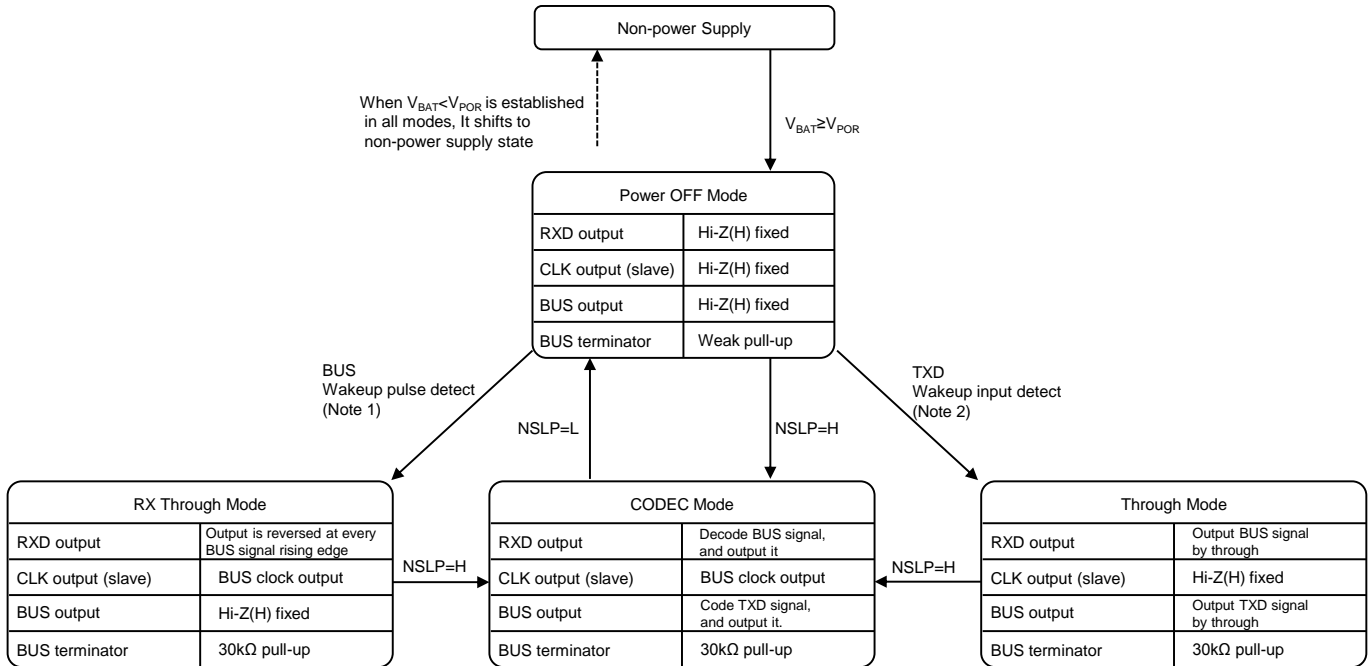 Non-power Supply
When VBAT<VPOR is established
in all modes, It shifts to
non-power supply state
VBAT≥VPOR
Power OFF Mode
RXD output
Hi-Z(H) fixed
CLK output (slave)
Hi-Z(H) fixed
BUS output
Hi-Z(H) fixed
BUS terminator
Weak pull-up
BUS
Wakeup pulse detect
(Note 1)
NSLP=L
NSLP=H
TXD
Wakeup input detect
(Note 2)
RX Through Mode
RXD output
Output is reversed at every
BUS signal rising edge
CLK output (slave)
BUS clock output
BUS output
Hi-Z(H) fixed
BUS terminator
30kΩ pull-up
NSLP=H
CODEC Mode
RXD output
Decode BUS signal,
and output it
CLK output (slave)
BUS clock output
BUS output
Code TXD signal,
and output it.
BUS terminator
30kΩ pull-up
NSLP=H
Through Mode
RXD output
Output BUS signal
by through
CLK output (slave)
Hi-Z(H) fixed
BUS output
Output TXD signal
by through
BUS terminator
30kΩ pull-up